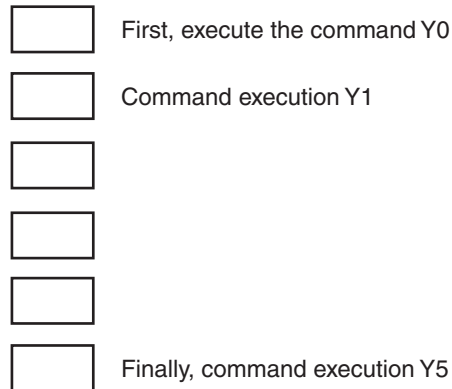 First, execute the command Y0
Command execution Y1
Finally, command execution Y5